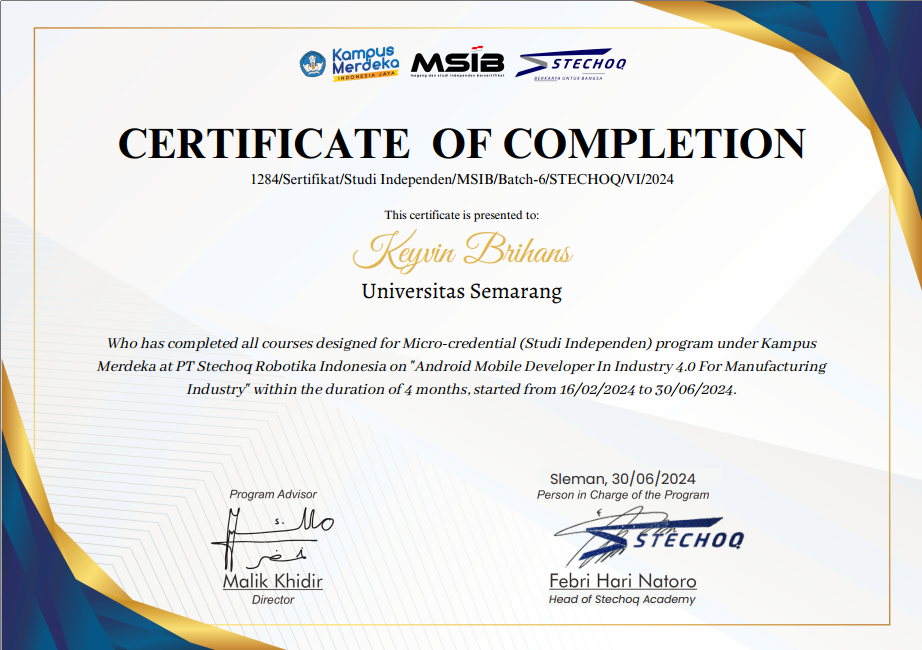 Kampus
Merdeka
INDONESIA JAYA
MSIB
magang dan studi independen bersertifikat
STECHOQ
BERKARYA UNTUK BANGSA
CERTIFICATE OF COMPLETION
1284/Sertifikat/Studi Independen/MSIB/Batch-6/STECHOQ/VI/2024
This certificate is presented to:
Keyvin Brihans
Universitas Semarang
Who has completed all courses designed for Micro-credential (Studi Independen) program under Kampus
Merdeka at PT Stechoq Robotika Indonesia on "Android Mobile Developer In Industry 4.0 For Manufacturing
Industry" within the duration of 4 months, started from 16/02/2024 to 30/06/2024.
Program Advisor
Malik Khidir
Director
Sleman, 30/06/2024
Person in Charge of the Program
STECHOQ
Febri Hari Natoro
Head of Stechoq Academy